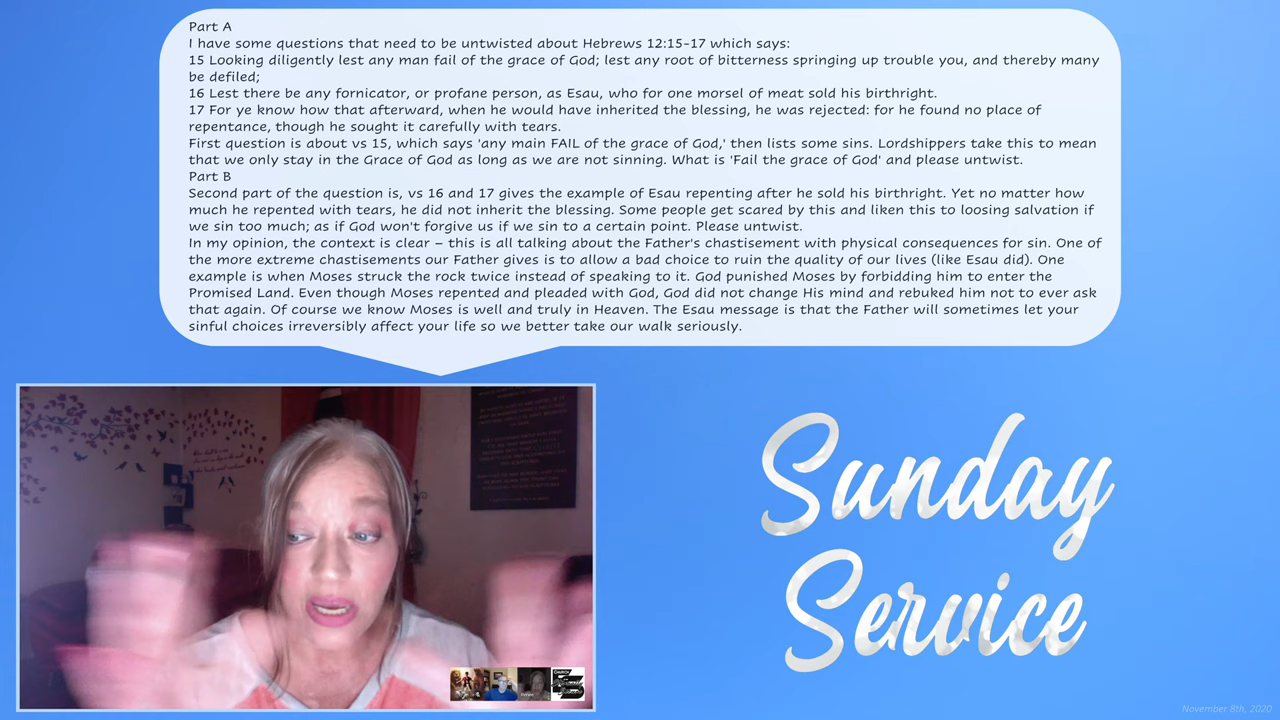 Part A
I have some questions that need to be untwisted about Hebrews 12:15-17 which says:
15 Looking diligently lest any man fail of the grace of God; lest any root of bitterness springing up trouble you, and thereby many
be defiled;
16 Lest there be any fornicator, or profane person, as Esau, who for one morsel of meat sold his birthright.
17 For ye know how that afterward, when he would have inherited the blessing, he was rejected: for he found no place of
repentance, though he sought it carefully with tears.
First question is about vs 15, which says 'any main FAIL of the grace of God,' then lists some sins. Lordshippers take this to mean
that we only stay in the Grace of God as long as we are not sinning. What is 'Fail the grace of God' and please untwist.
Part B
Second part of the question is, vs 16 and 17 gives the example of Esau repenting after he sold his birthright. Yet no matter how
much he repented with tears, he did not inherit the blessing. Some people get scared by this and liken this to loosing salvation if
we sin too much; as if God won't forgive us if we sin to a certain point. Please untwist.
In my opinion, the context is clear – this is all talking about the Father's chastisement with physical consequences for sin. One of
the more extreme chastisements our Father gives is to allow a bad choice to ruin the quality of our lives (like Esau did). One
example is when Moses struck the rock twice instead of speaking to it. God punished Moses by forbidding him to enter the
Promised Land. Even though Moses repented and pleaded with God, God did not change His mind and rebuked him not to ever ask
that again. Of course we know Moses is well and truly in Heaven. The Esau message is that the Father will sometimes let your
sinful choices irreversibly affect your life so we better take our walk seriously.
Sunday
Service
November 8th, 2020